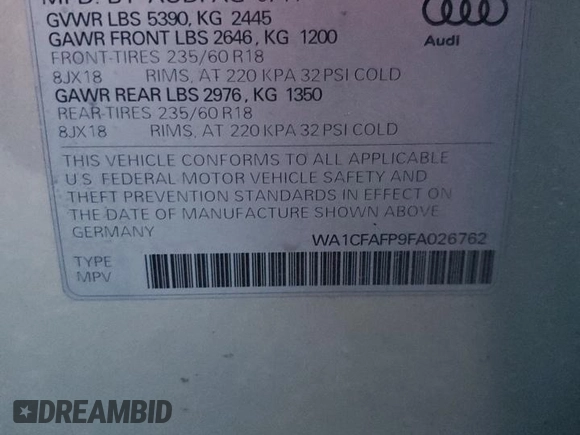 GVWR LBS 5390, KG 2445
GAWR FRONT LBS 2646, KG 1200
FRONT-TIRES 235/60 R18
8JX18 RIMS, AT 220 KPA 32 PSI COLD
GAWR REAR LBS 2976, KG 1350
REAR-TIRES 235/60 R18
8JX18 RIMS, AT 220 KPA 32 PSI COLD
Audi
THIS VEHICLE CONFORMS TO ALL APPLICABLE
U.S. FEDERAL MOTOR VEHICLE SAFETY AND
THEFT PREVENTION STANDARDS IN EFFECT ON
THE DATE OF MANUFACTURE SHOWN ABOVE
GERMANY
WA1CFAFP9FA026762
TYPE
MPV
DREAMBID